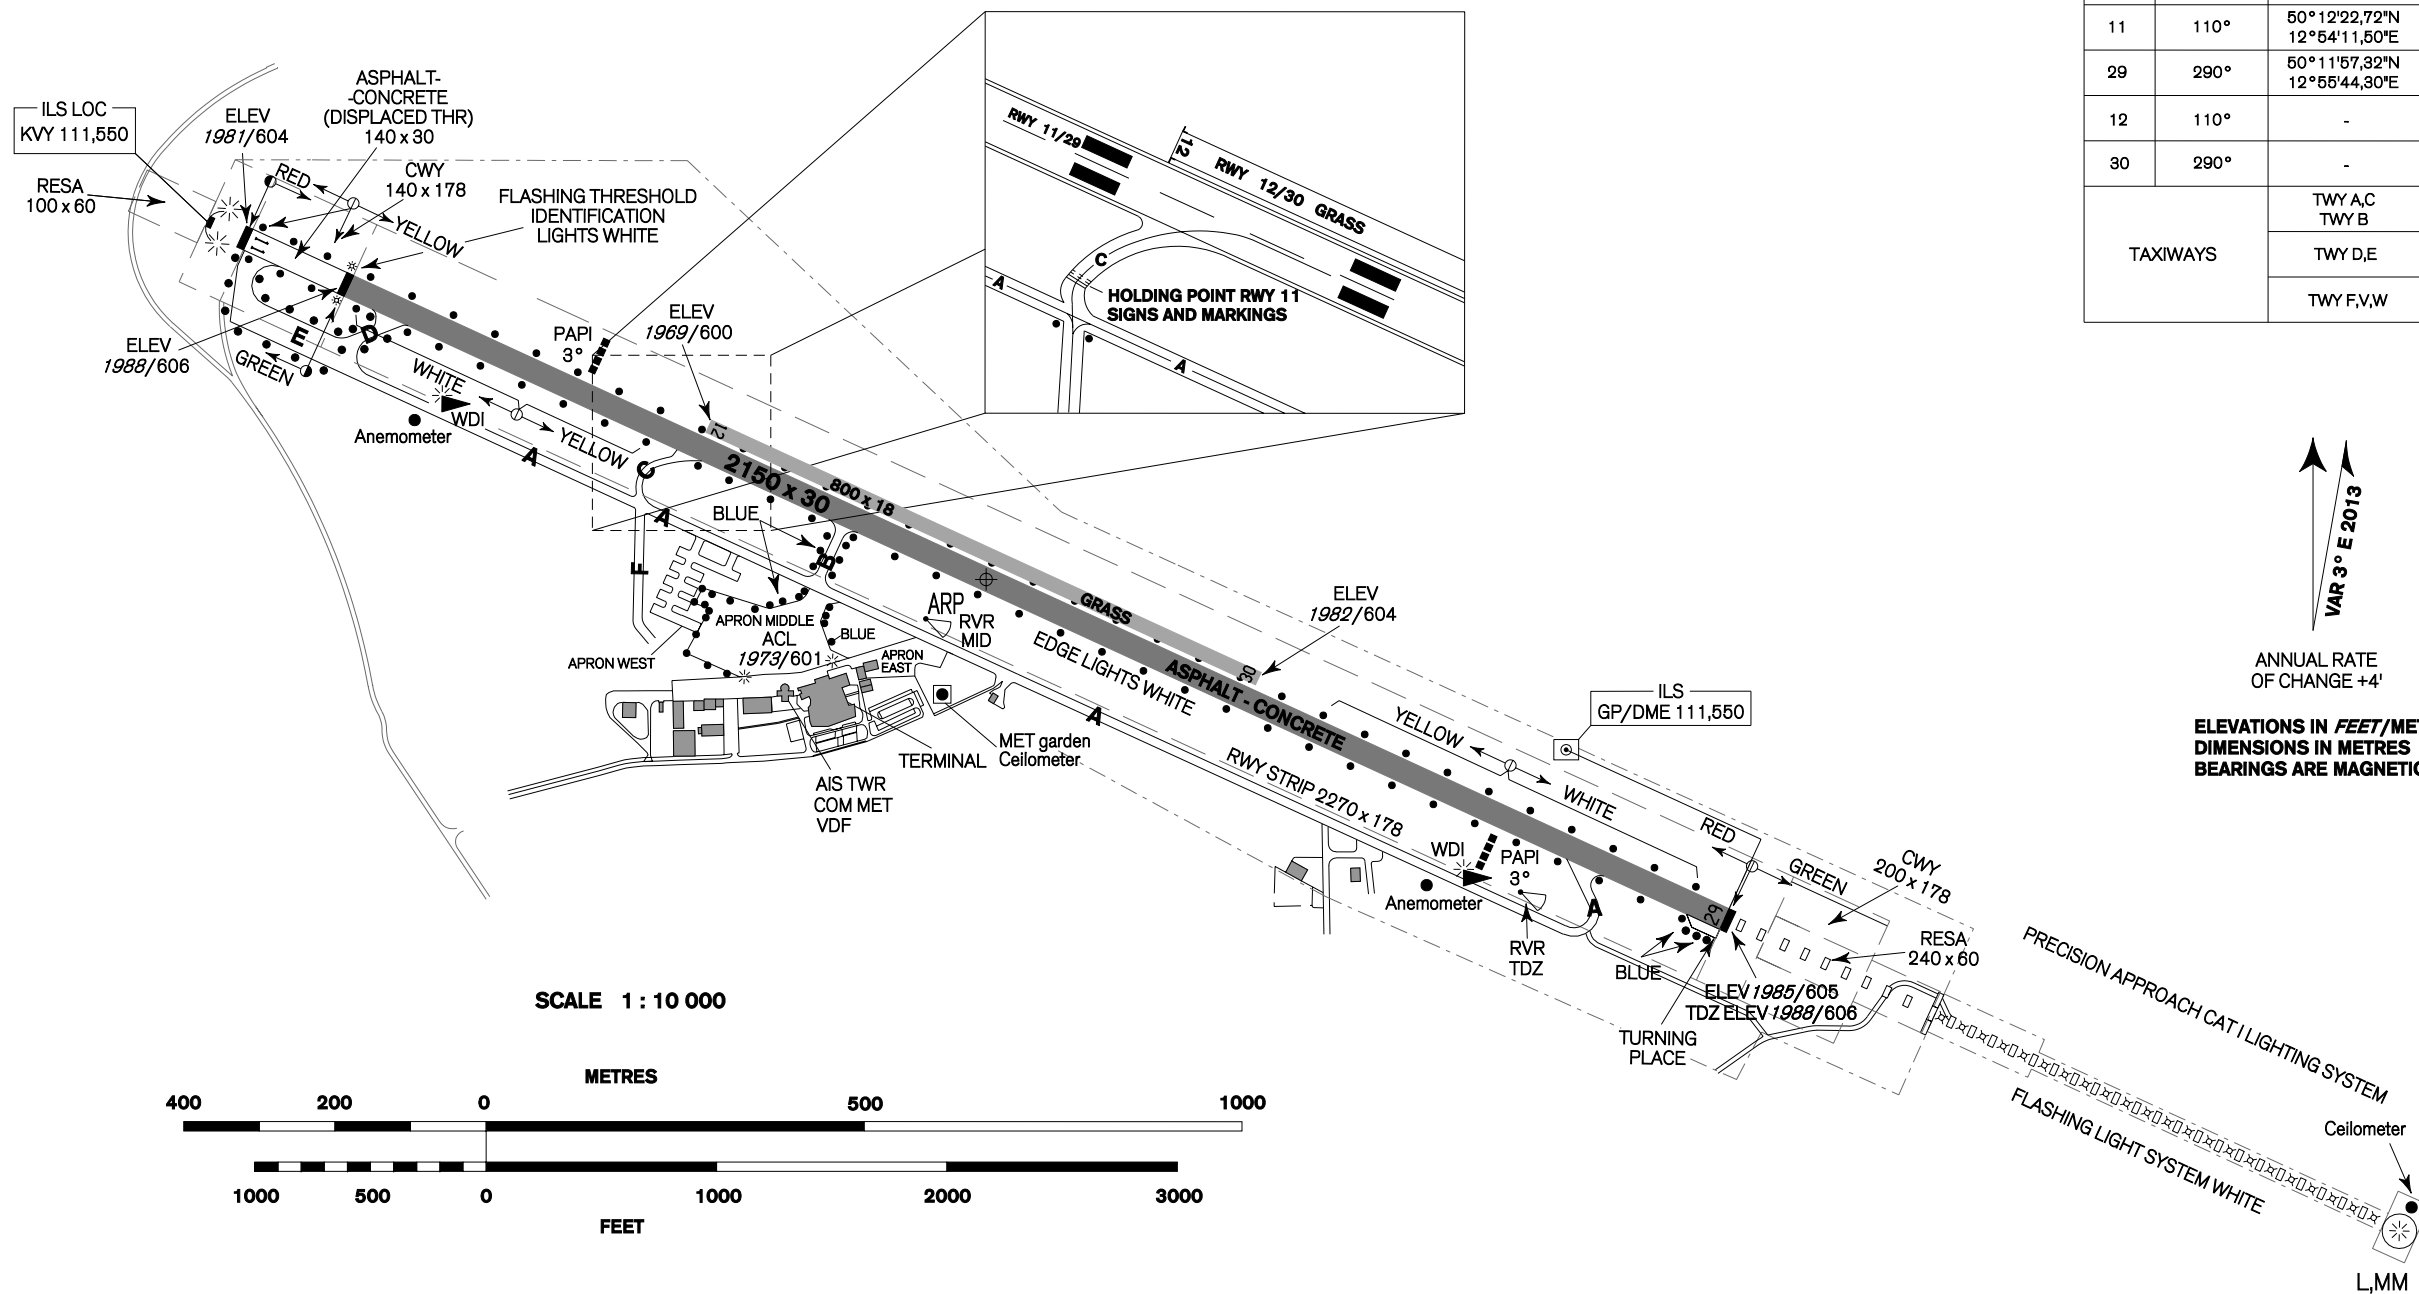 11
110°
50°12'22,72"N
12°54'11,50"E
29
290°
50°11'57,32"N
12°55'44,30"E
12
110°
-
30
290°
-
TAXIWAYS
TWY A,C
TWY B
TWY D,E
TWY F,V,W
ILS LOC
KVY 111,550
ELEV
1981/604
ASPHALT-
-CONCRETE
(DISPLACED THR)
140 x 30
RESA
100 x 60
RED
CWY
140 x 178
YELLOW
FLASHING THRESHOLD
IDENTIFICATION
LIGHTS WHITE
11
RWY 11/29
12
RWY 12/30 GRASS
C
A
HOLDING POINT RWY 11
SIGNS AND MARKINGS
A
ELEV
1988/606
E
D
GREEN
WHITE
WDI
Anemometer
YELLOW
PAPI
3°
ELEV
1969/600
12
A
C
A
2150 x 30
800 x 18
BLUE
B
F
APRON MIDDLE
ACL
1973/601
BLUE
APRON WEST
APRON
EAST
ARP
RVR
MID
GRASS
ELEV
1982/604
EDGE LIGHTS WHITE
30
ASPHALT - CONCRETE
A
MET garden
Ceilometer
TERMINAL
AIS TWR
COM MET
VDF
RWY STRIP 2270 x 178
YELLOW
WHITE
ILS
GP/DME 111,550
RED
GREEN
CWY
200 x 178
WDI
PAPI
3°
Anemometer
A
RVR
TDZ
29
BLUE
RESA
240 x 60
ELEV 1985/605
TDZ ELEV 1988/606
TURNING
PLACE
PRECISION APPROACH CAT I LIGHTING SYSTEM
FLASHING LIGHT SYSTEM WHITE
Ceilometer
L,MM
VAR 3° E 2013
ANNUAL RATE
OF CHANGE +4'
ELEVATIONS IN FEET/MET
DIMENSIONS IN METRES
BEARINGS ARE MAGNETIC
SCALE 1 : 10 000
METRES
400 200 0 500 1000
1000 500 0 1000 2000 3000
FEET